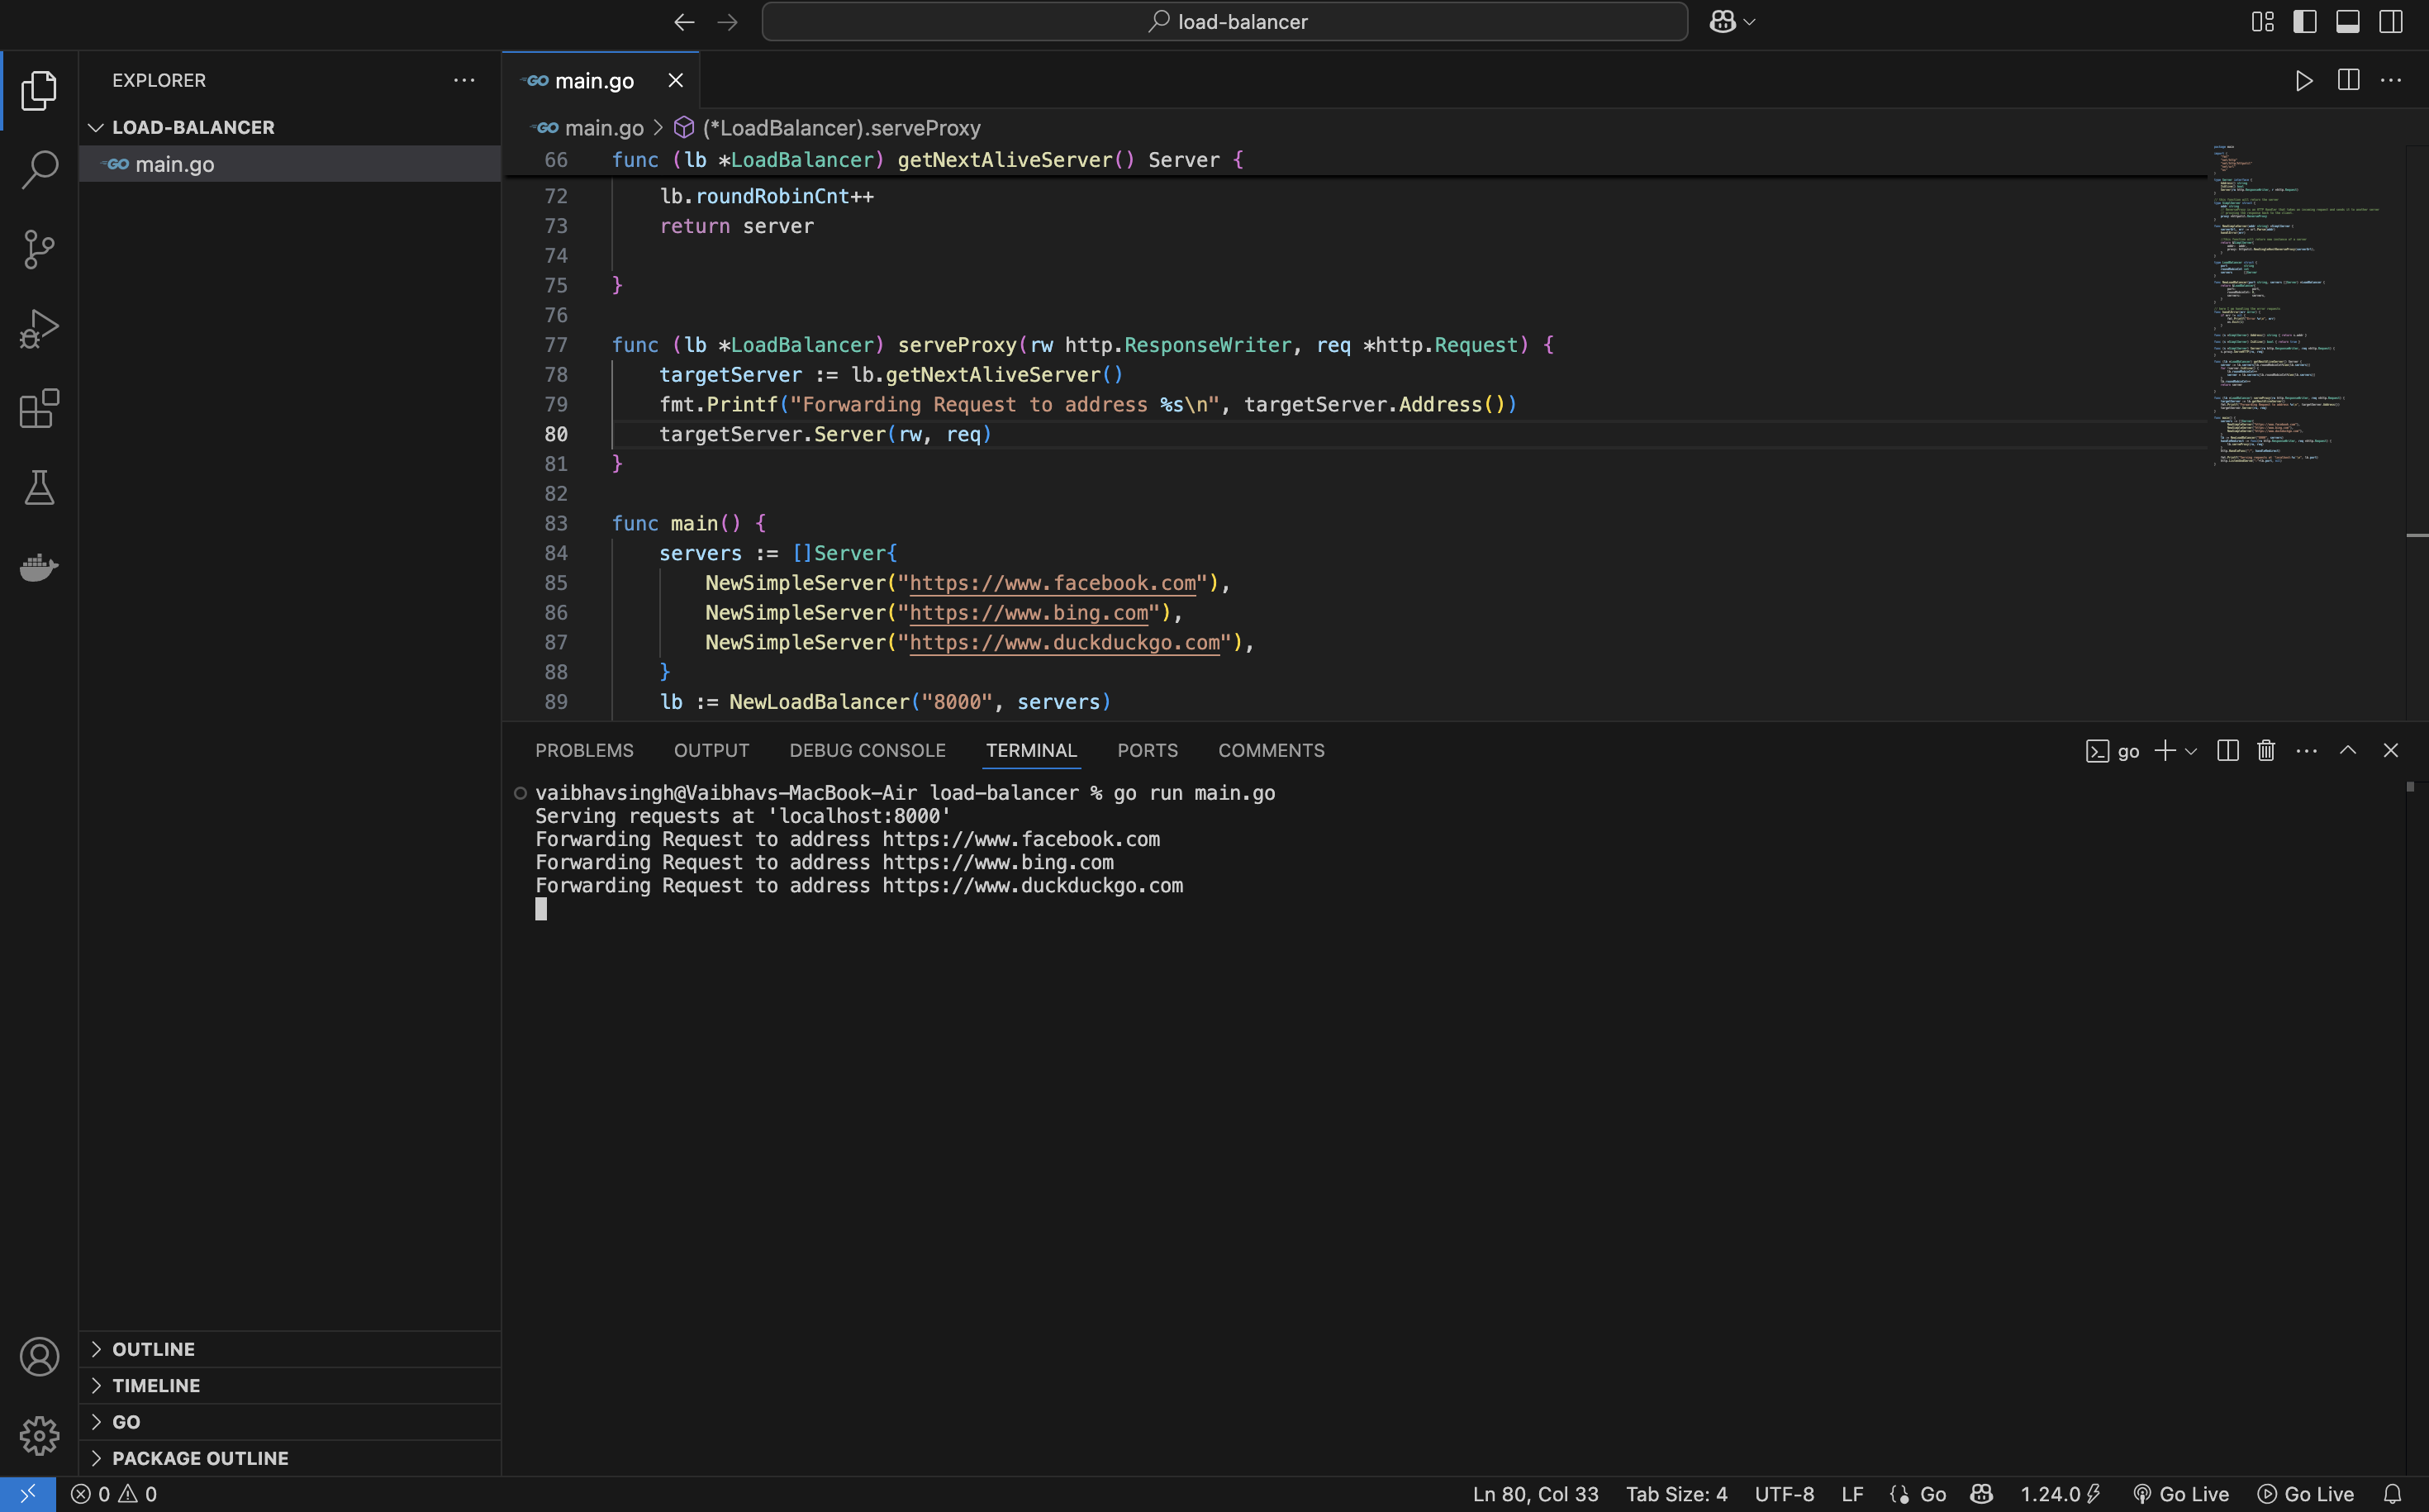 load-balancer
EXPLORER
LOAD-BALANCER
GO main.go
GO main.go
GO main.go > (*LoadBalancer).serveProxy
66 func (lb *LoadBalancer) getNextAliveServer() Server {
72 lb.roundRobinCnt++
73 return server
74
75 }
76
77 func (lb *LoadBalancer) serveProxy(rw http.ResponseWriter, req *http.Request) {
78 targetServer := lb.getNextAliveServer()
79 fmt.Printf("Forwarding Request to address %s\n", targetServer.Address())
80 targetServer.Server(rw, req)
81 }
82
83 func main() {
84 servers := []Server{
85 NewSimpleServer("https://www.facebook.com"),
86 NewSimpleServer("https://www.bing.com"),
87 NewSimpleServer("https://www.duckduckgo.com"),
88 }
89 lb := NewLoadBalancer("8000", servers)
PROBLEMS OUTPUT DEBUG CONSOLE TERMINAL PORTS COMMENTS
go
vaibhavsingh@Vaibhavs-MacBook-Air load-balancer % go run main.go
Serving requests at 'localhost:8000'
Forwarding Request to address https://www.facebook.com
Forwarding Request to address https://www.bing.com
Forwarding Request to address https://www.duckduckgo.com
OUTLINE
TIMELINE
GO
PACKAGE OUTLINE
0 0
Ln 80, Col 33 Tab Size: 4 UTF-8 LF {} Go 1.24.0 Go Live Go Live